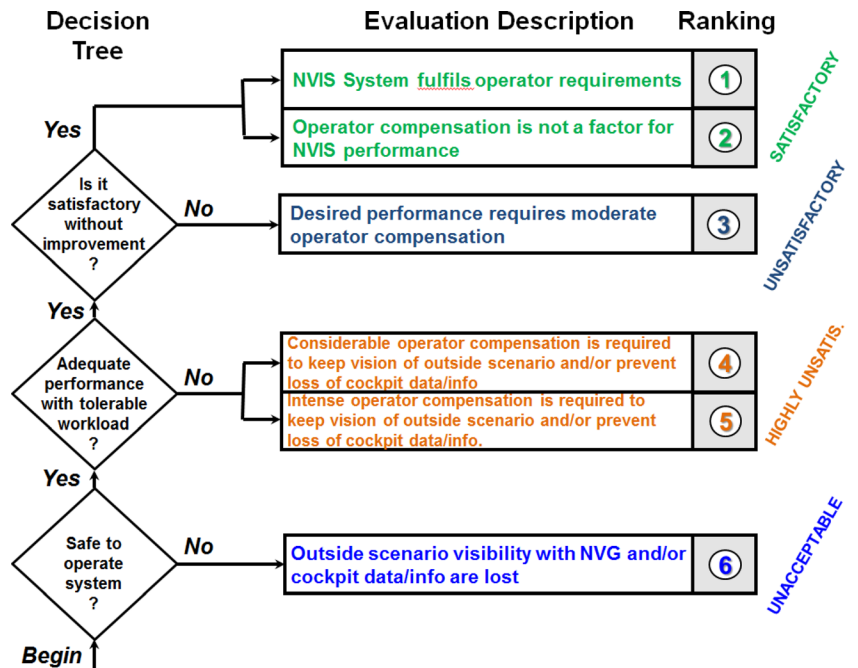 Decision
Tree
Evaluation Description
Ranking
NVIS System fulfils operator requirements
1
Operator compensation is not a factor for
NVIS performance
2
SATISFACTORY
Yes
Is it
satisfactory
without
improvement
?
No
Desired performance requires moderate
operator compensation
3
UNSATISFACTORY
Yes
Adequate
performance
with tolerable
workload
?
No
Considerable operator compensation is required
to keep vision of outside scenario and/or prevent
loss of cockpit data/info
4
Intense operator compensation is required to
keep vision of outside scenario and/or prevent
loss of cockpit data/info.
5
HIGHLY UNSATIS.
Yes
Safe to
operate
system
?
No
Outside scenario visibility with NVG and/or
cockpit data/info are lost
6
UNACCEPTABLE
Begin